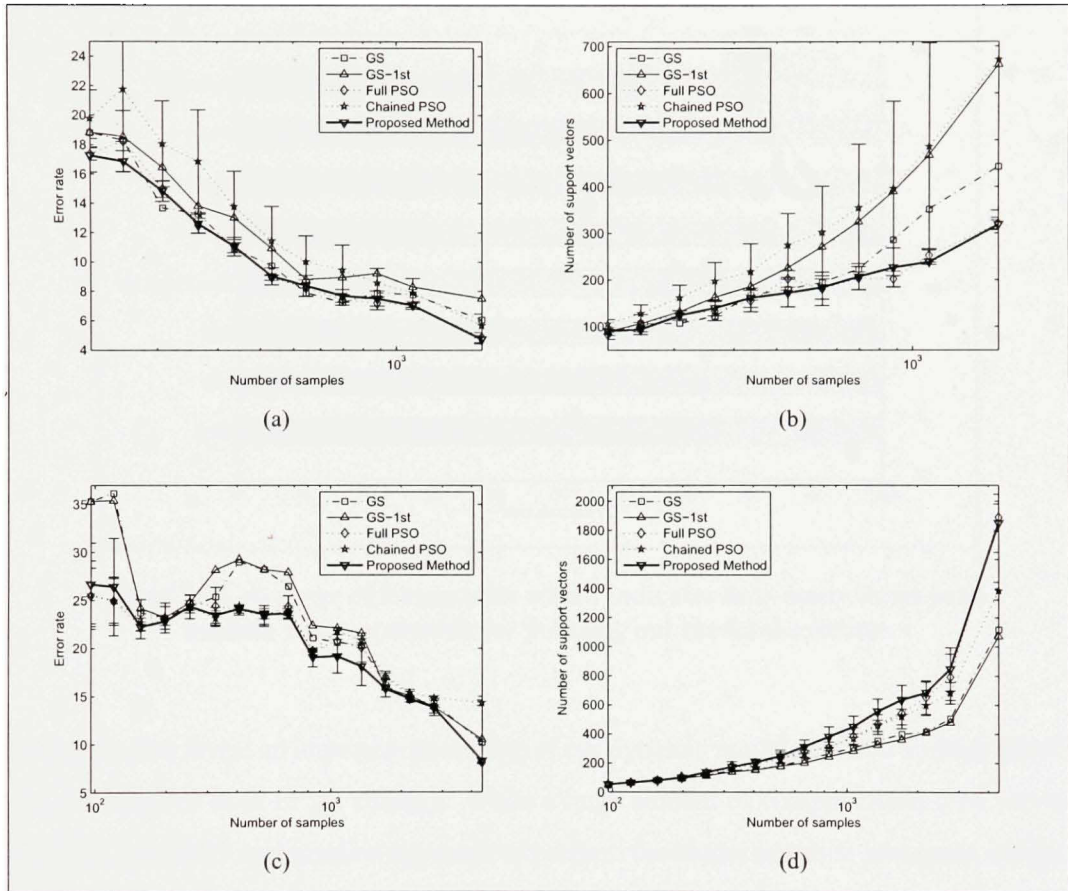 24
22
20
18
16
14
12
10
8
6
4
Error rate
GS
GS-1st
Full PSO
Chained PSO
Proposed Method
10^3
Number of samples
(a)
700
600
500
400
300
200
100
Number of support vectors
GS
GS-1st
Full PSO
Chained PSO
Proposed Method
10^3
Number of samples
(b)
35
30
25
20
15
10
5
Error rate
GS
GS-1st
Full PSO
Chained PSO
Proposed Method
10^2
10^3
Number of samples
(c)
2000
1800
1600
1400
1200
1000
800
600
400
200
0
Number of support vectors
GS
GS-1st
Full PSO
Chained PSO
Proposed Method
10^2
10^3
Number of samples
(d)